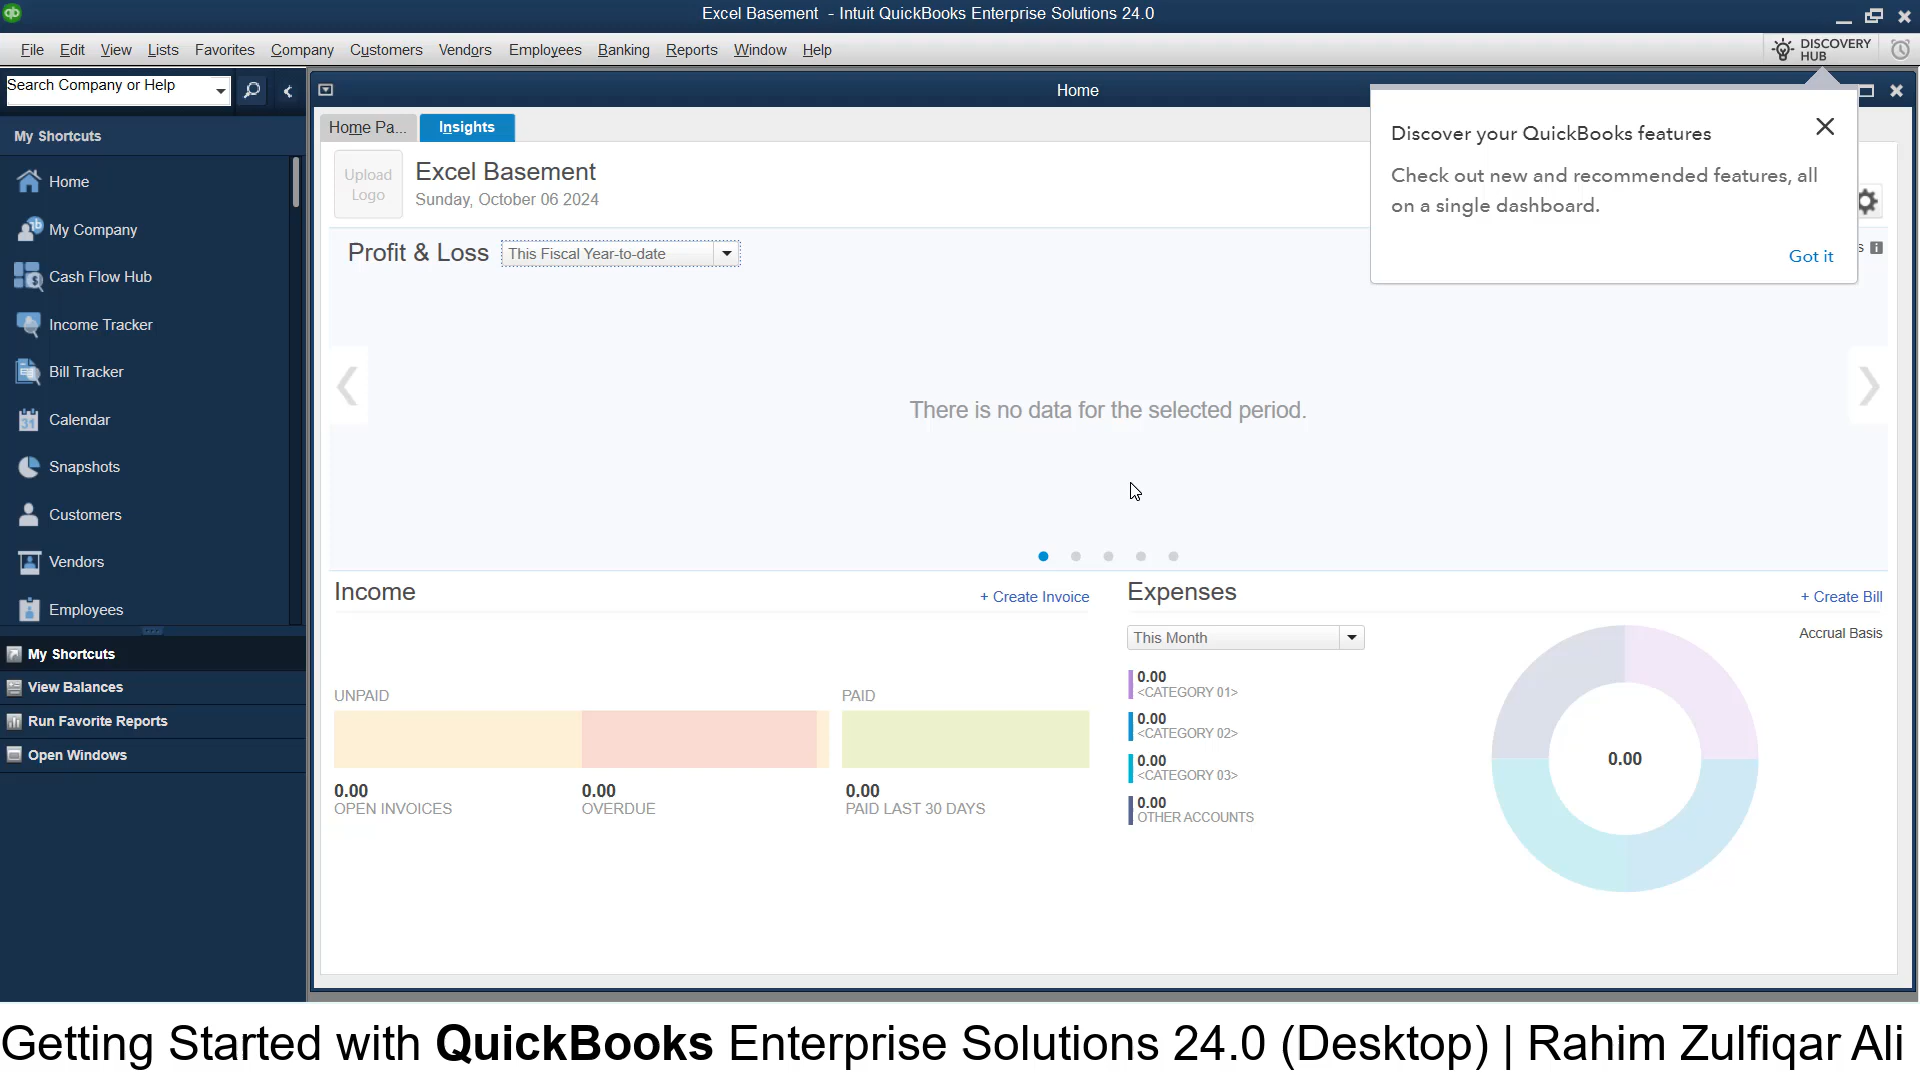 qb
Excel Basement - Intuit QuickBooks Enterprise Solutions 24.0
File Edit View Lists Favorites Company Customers Vendors Employees Banking Reports Window Help
DISCOVERY
HUB
Search Company or Help
Home
My Shortcuts
Home
My Company
Cash Flow Hub
Income Tracker
Bill Tracker
31
Calendar
Snapshots
Customers
Vendors
Employees
My Shortcuts
View Balances
Run Favorite Reports
Open Windows
Home Pa...
Insights
Upload
Logo
Excel Basement
Sunday, October 06 2024
Discover your QuickBooks features
Check out new and recommended features, all
on a single dashboard.
Got it
Profit & Loss
This Fiscal Year-to-date
s
There is no data for the selected period.
Income
+ Create Invoice
UNPAID
PAID
0.00
OPEN INVOICES
0.00
OVERDUE
0.00
PAID LAST 30 DAYS
Expenses
+ Create Bill
This Month
Accrual Basis
0.00
<CATEGORY 01>
0.00
<CATEGORY 02>
0.00
<CATEGORY 03>
0.00
OTHER ACCOUNTS
0.00
Getting Started with QuickBooks Enterprise Solutions 24.0 (Desktop) | Rahim Zulfiqar Ali